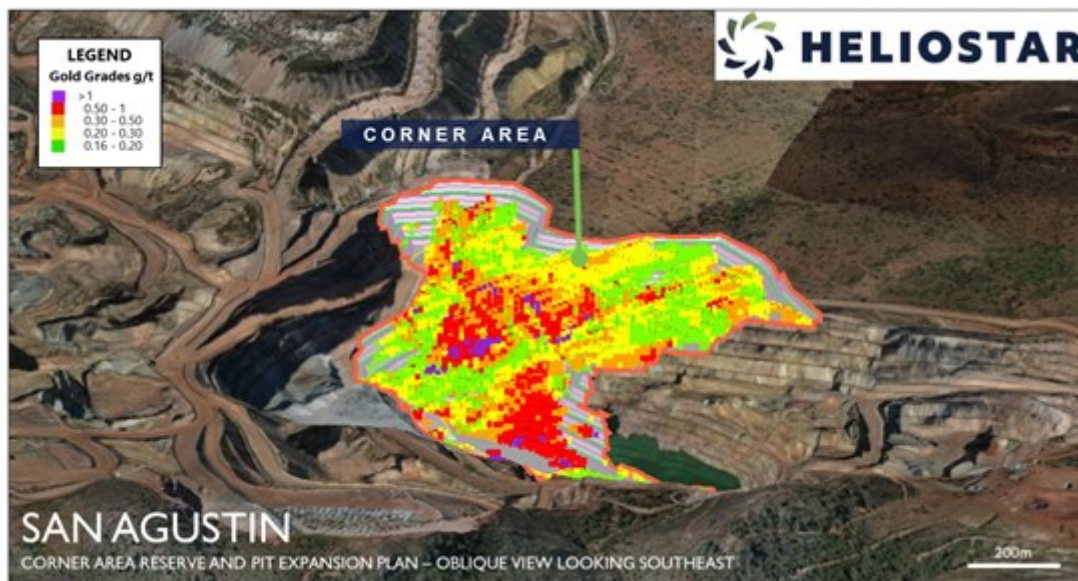 LEGEND
Gold Grades g/t
>1
0.50 - 1
0.30 - 0.50
0.20 - 0.30
0.16 - 0.20
HELIOSTAR
CORNER AREA
SAN AGUSTIN
CORNER AREA RESERVE AND PIT EXPANSION PLAN – OBLIQUE VIEW LOOKING SOUTHEAST
200m